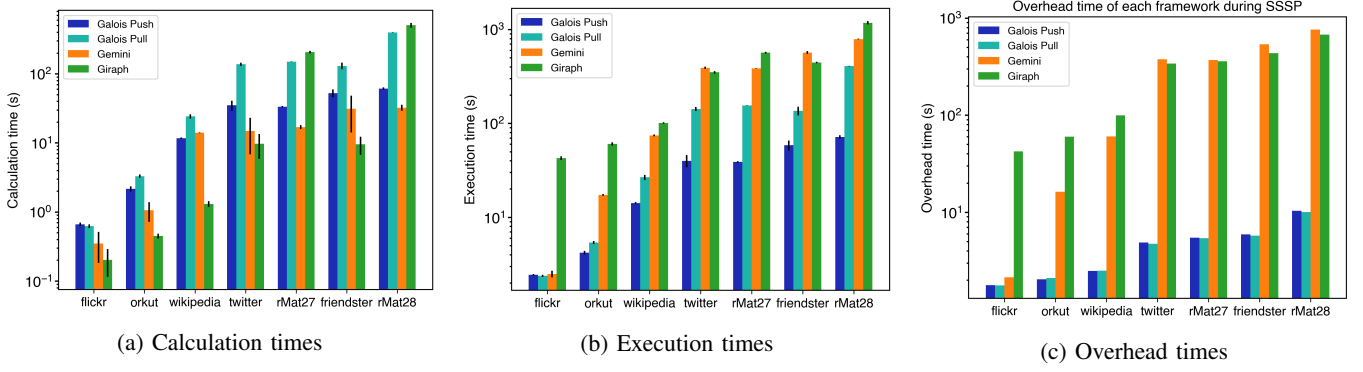 Galois Push
Galois Pull
Gemini
Giraph
Calculation time (s)
10²
10¹
10⁰
10⁻¹
flickr orkut wikipedia twitter rMat27 friendster rMat28
(a) Calculation times
Galois Push
Galois Pull
Gemini
Giraph
Execution time (s)
10³
10²
10¹
flickr orkut wikipedia twitter rMat27 friendster rMat28
(b) Execution times
Overhead time of each framework during SSSP
Galois Push
Galois Pull
Gemini
Giraph
Overhead time (s)
10³
10²
10¹
flickr orkut wikipedia twitter rMat27 friendster rMat28
(c) Overhead times